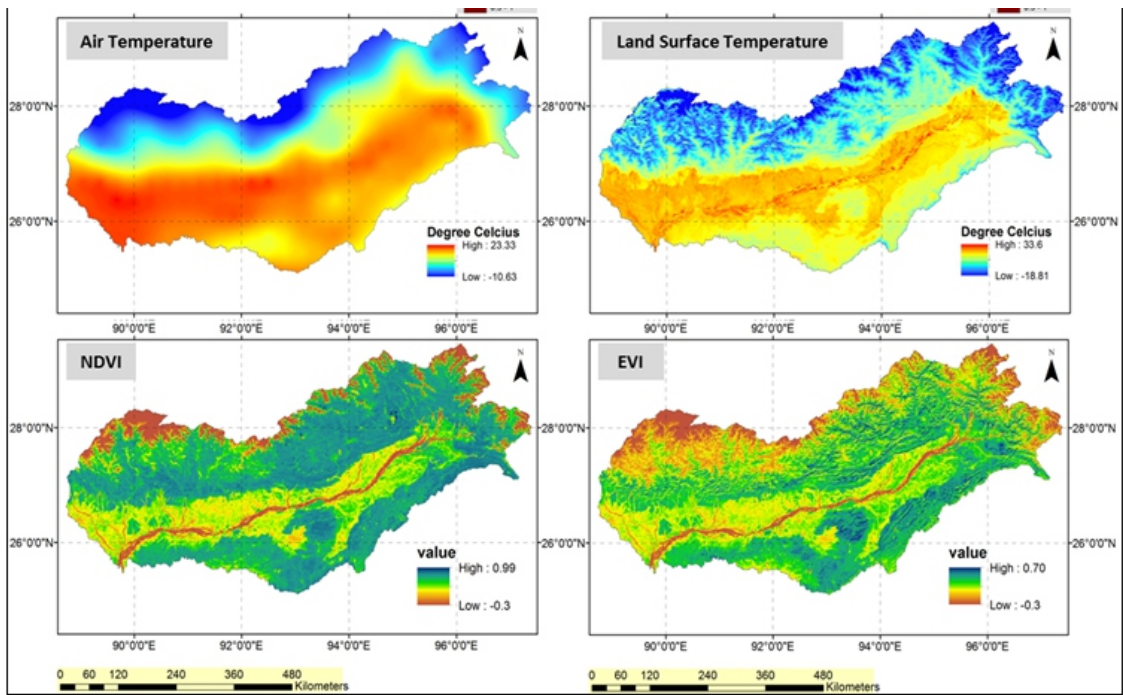 Air Temperature
N
28°0'0"N
26°0'0"N
Degree Celcius
High : 23.33
Low : -10.63
90°0'0"E
92°0'0"E
94°0'0"E
96°0'0"E
Land Surface Temperature
N
28°0'0"N
26°0'0"N
Degree Celcius
High : 33.6
Low : -18.81
90°0'0"E
92°0'0"E
94°0'0"E
96°0'0"E
NDVI
N
28°0'0"N
26°0'0"N
value
High : 0.99
Low : -0.3
90°0'0"E
92°0'0"E
94°0'0"E
96°0'0"E
EVI
N
28°0'0"N
26°0'0"N
value
High : 0.70
Low : -0.3
90°0'0"E
92°0'0"E
94°0'0"E
96°0'0"E
0 60 120 240 360 480
Kilometers
0 60 120 240 360 480
Kilometers